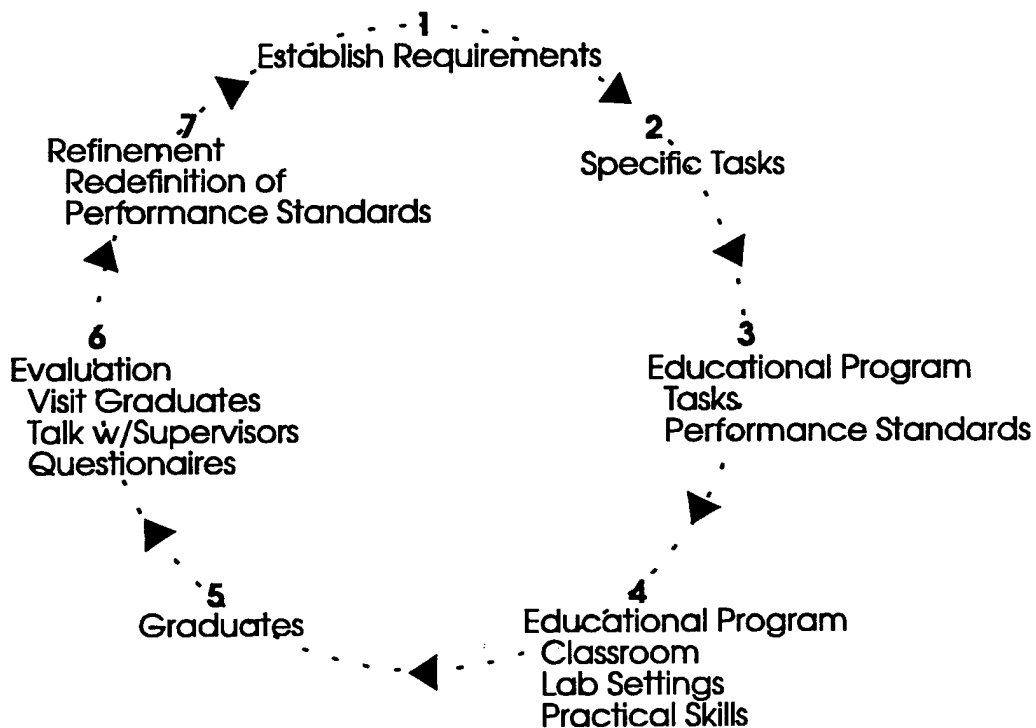 1
Establish Requirements
2
Specific Tasks
3
Educational Program
Tasks
Performance Standards
4
Educational Program
Classroom
Lab Settings
Practical Skills
5
Graduates
6
Evaluation
Visit Graduates
Talk w/Supervisors
Questionaires
7
Refinement
Redefinition of
Performance Standards